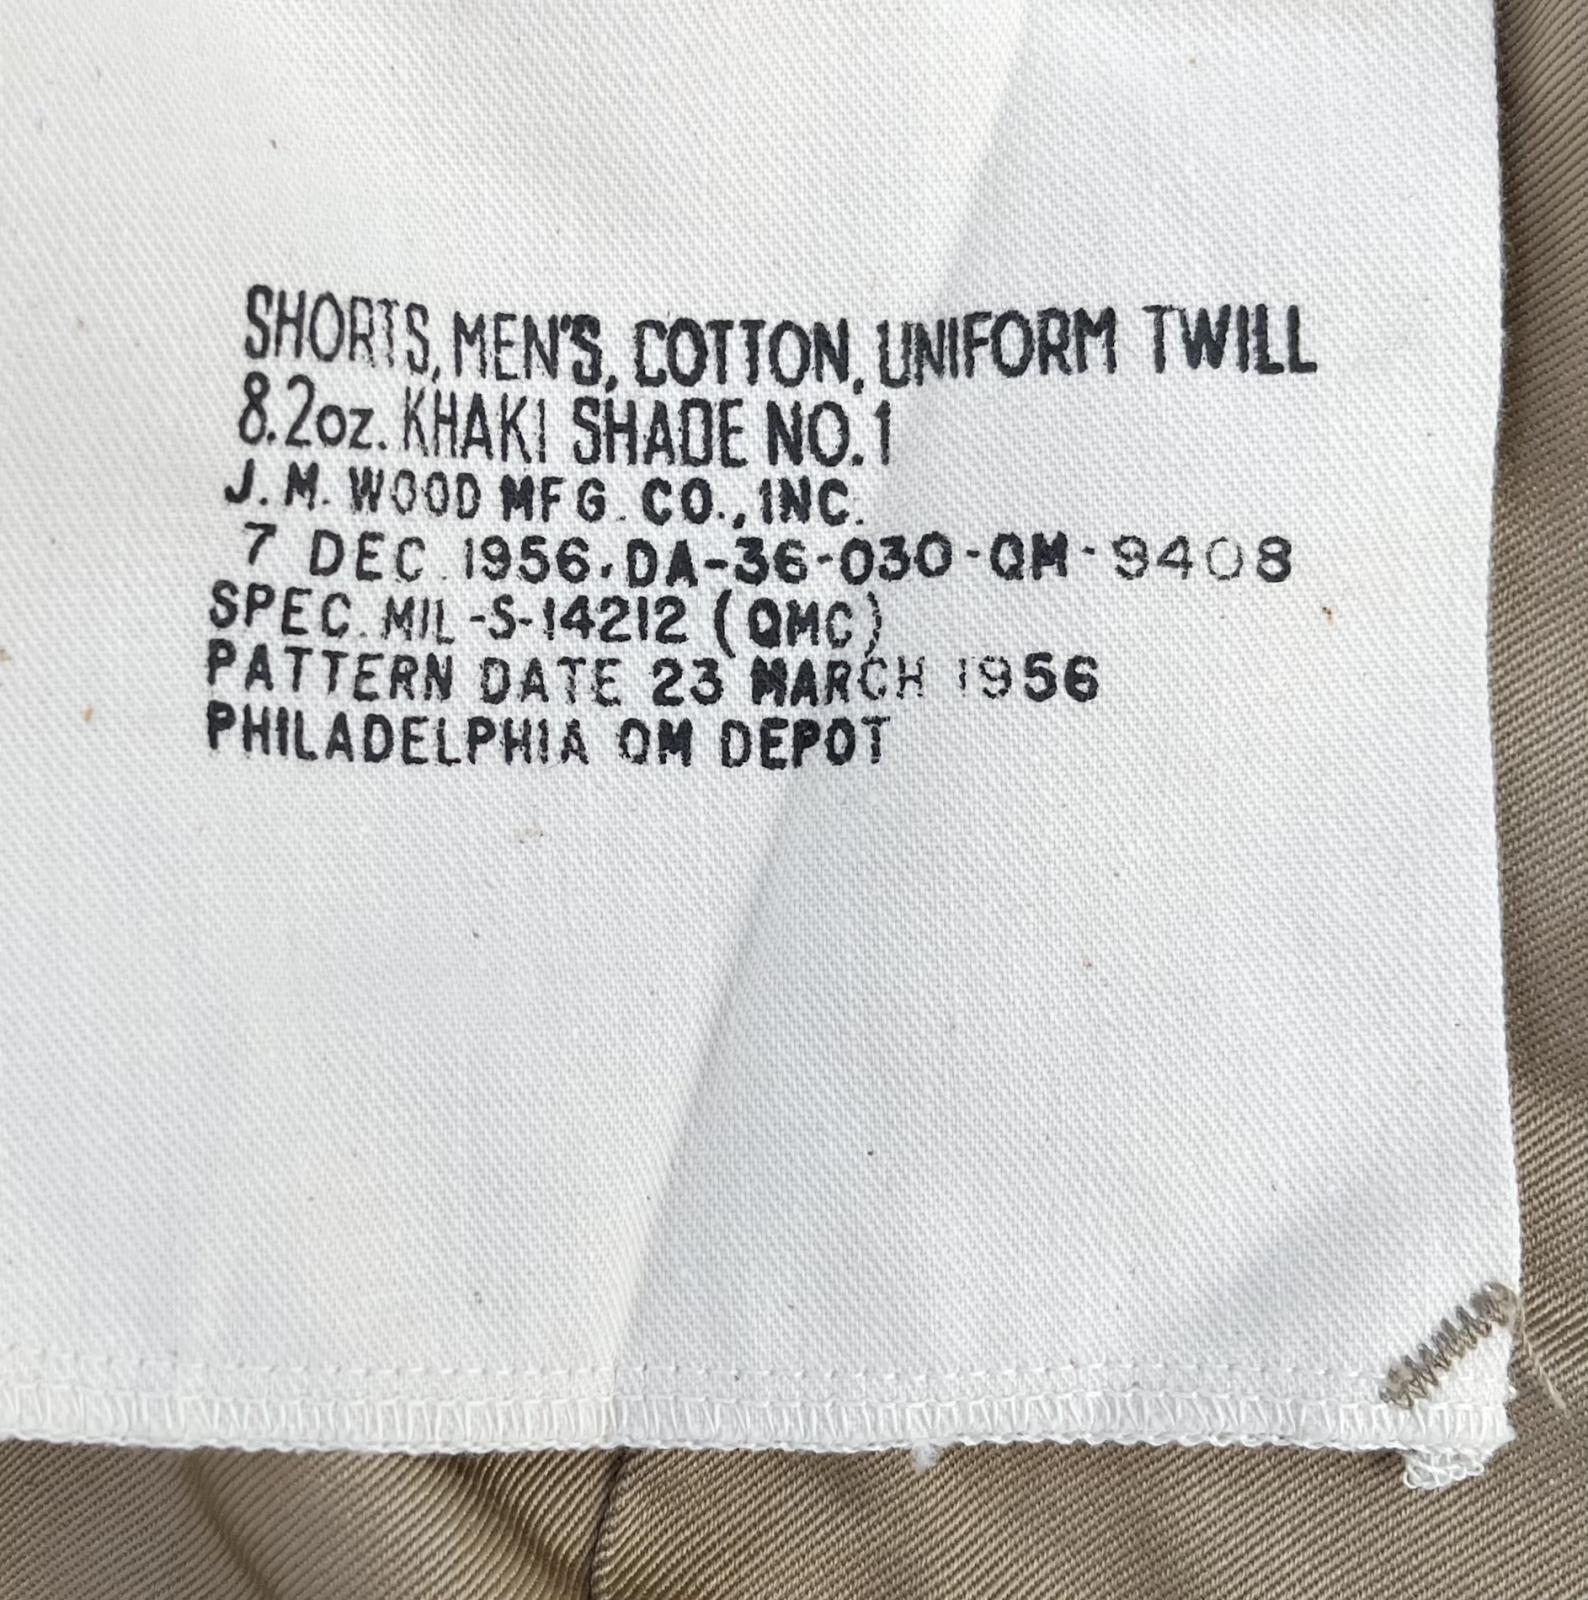 SHORTS, MEN'S, COTTON, UNIFORM TWILL
8.2oz. KHAKI SHADE NO.1
J. M. WOOD MFG. CO., INC.
7 DEC. 1956. DA-36-030-QM-9408
SPEC. MIL-S-14212 (QMC)
PATTERN DATE 23 MARCH 1956
PHILADELPHIA QM DEPOT